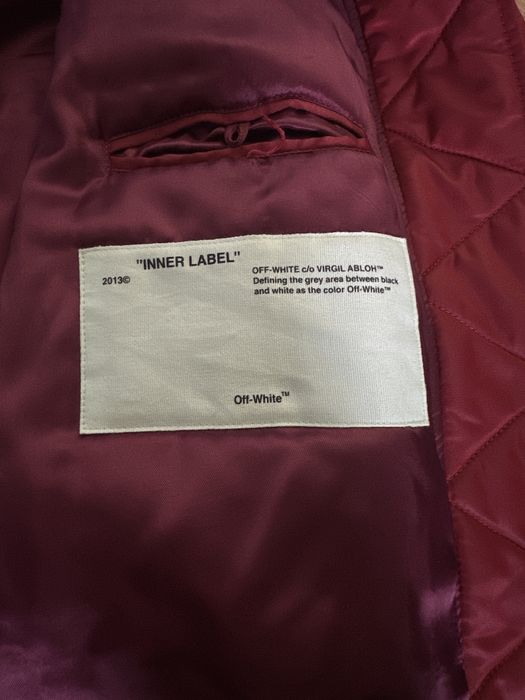 "INNER LABEL"
2013©
OFF-WHITE c/o VIRGIL ABLOH™
Defining the grey area between black
and white as the color Off-White™
Off-White™